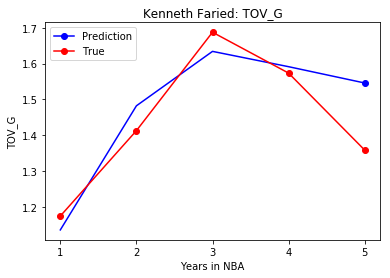 Kenneth Faried: TOV_G
Prediction
True
1.7
1.6
1.5
1.4
1.3
1.2
TOV_G
1
2
3
4
5
Years in NBA